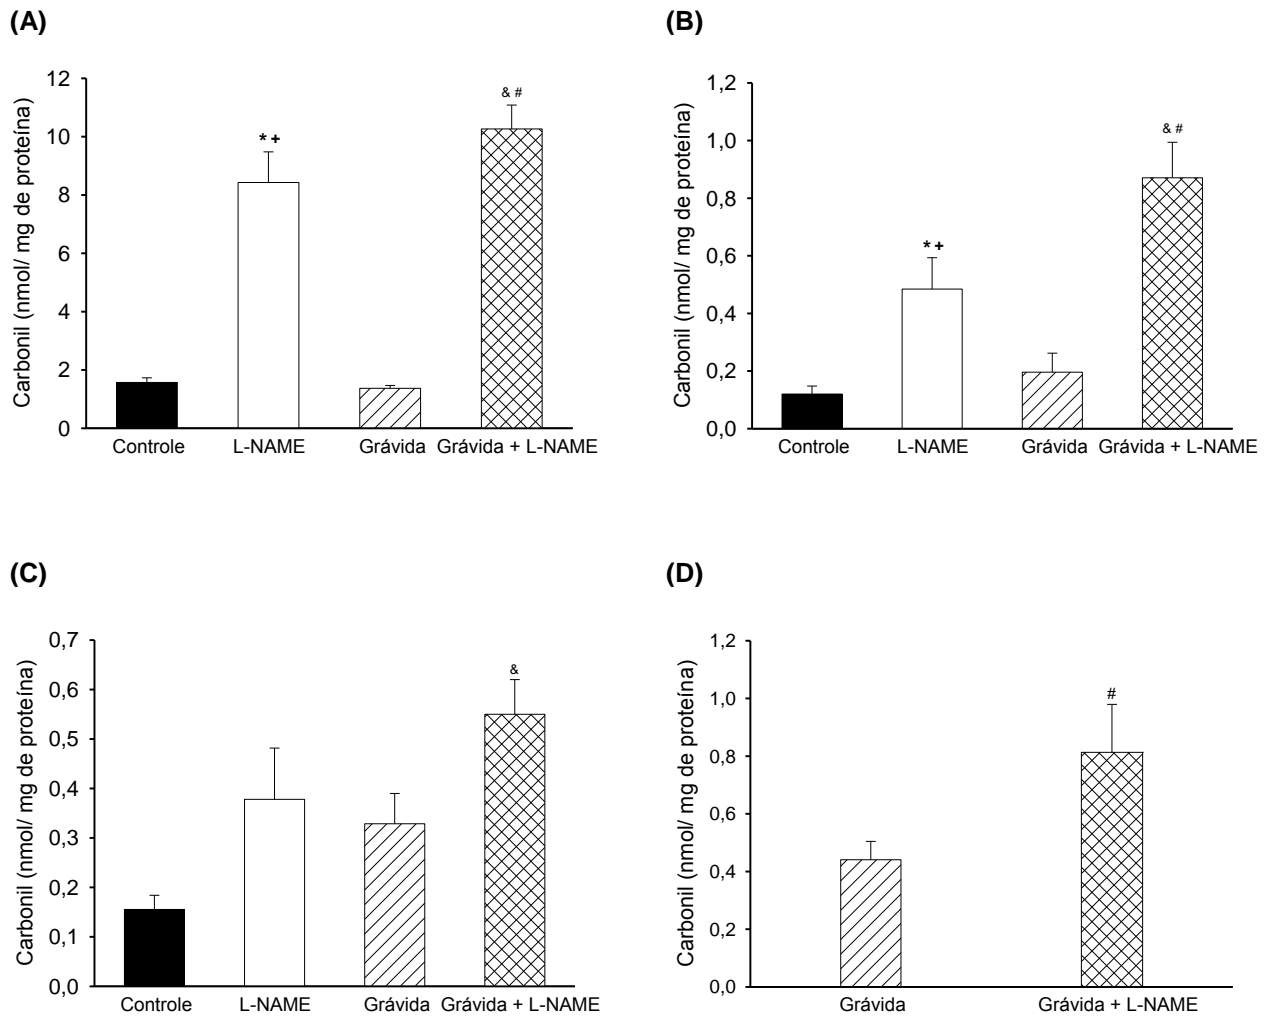 (A)
Carbonil (nmol/ mg de proteína)
12
10
8
6
4
2
0
* +
& #
Controle L-NAME Grávida Grávida + L-NAME
(B)
Carbonil (nmol/ mg de proteína)
1,2
1,0
0,8
0,6
0,4
0,2
0,0
* +
& #
Controle L-NAME Grávida Grávida + L-NAME
(C)
Carbonil (nmol/ mg de proteína)
0,7
0,6
0,5
0,4
0,3
0,2
0,1
0,0
&
Controle L-NAME Grávida Grávida + L-NAME
(D)
Carbonil (nmol/ mg de proteína)
1,2
1,0
0,8
0,6
0,4
0,2
0,0
#
Grávida Grávida + L-NAME